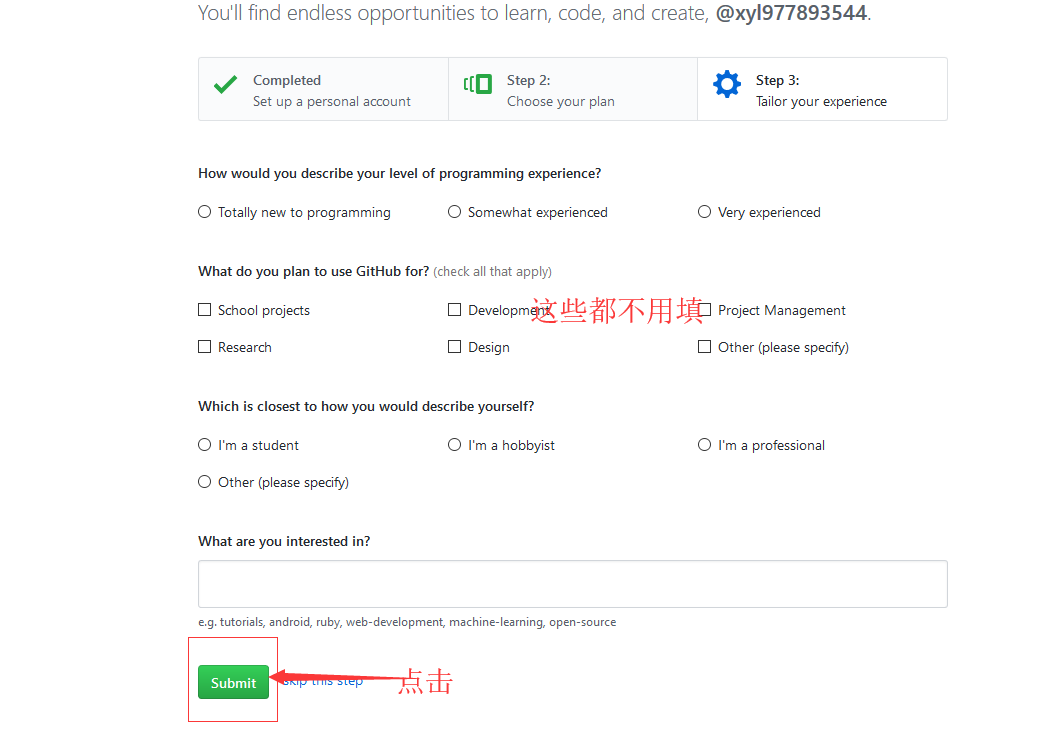 You'll find endless opportunities to learn, code, and create, @xyl977893544.
Completed
Set up a personal account
Step 2:
Choose your plan
Step 3:
Tailor your experience
How would you describe your level of programming experience?
Totally new to programming
Somewhat experienced
Very experienced
What do you plan to use GitHub for? (check all that apply)
School projects
Development
这些都不用填
Project Management
Research
Design
Other (please specify)
Which is closest to how you would describe yourself?
I'm a student
I'm a hobbyist
I'm a professional
Other (please specify)
What are you interested in?
e.g. tutorials, android, ruby, web-development, machine-learning, open-source
Submit
skip this step
点击